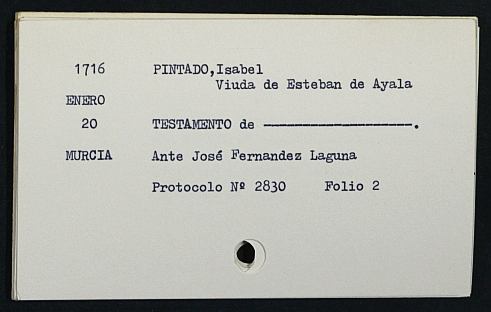 1716 PINTADO,Isabel
Viuda de Esteban de Ayala
ENERO
20 TESTAMENTO de ------------------.
MURCIA Ante José Fernandez Laguna
Protocolo Nº 2830 Folio 2